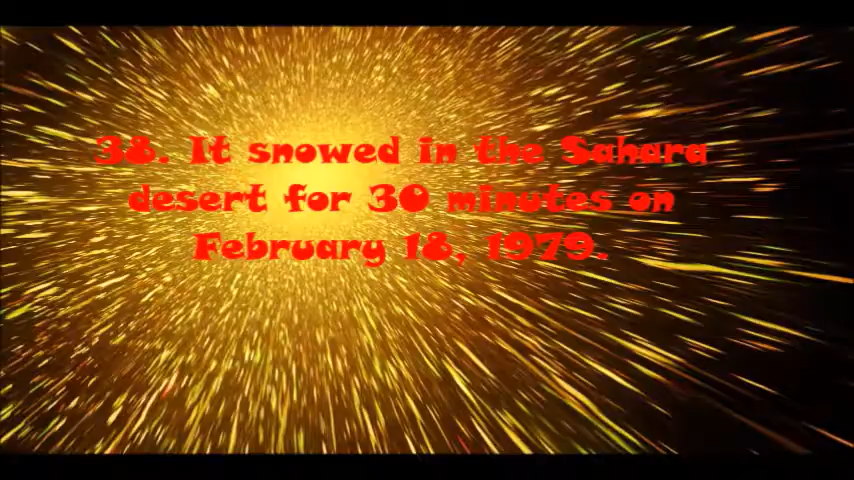 38. It snowed in the Sahara
desert for 30 minutes on
February 18, 1979.